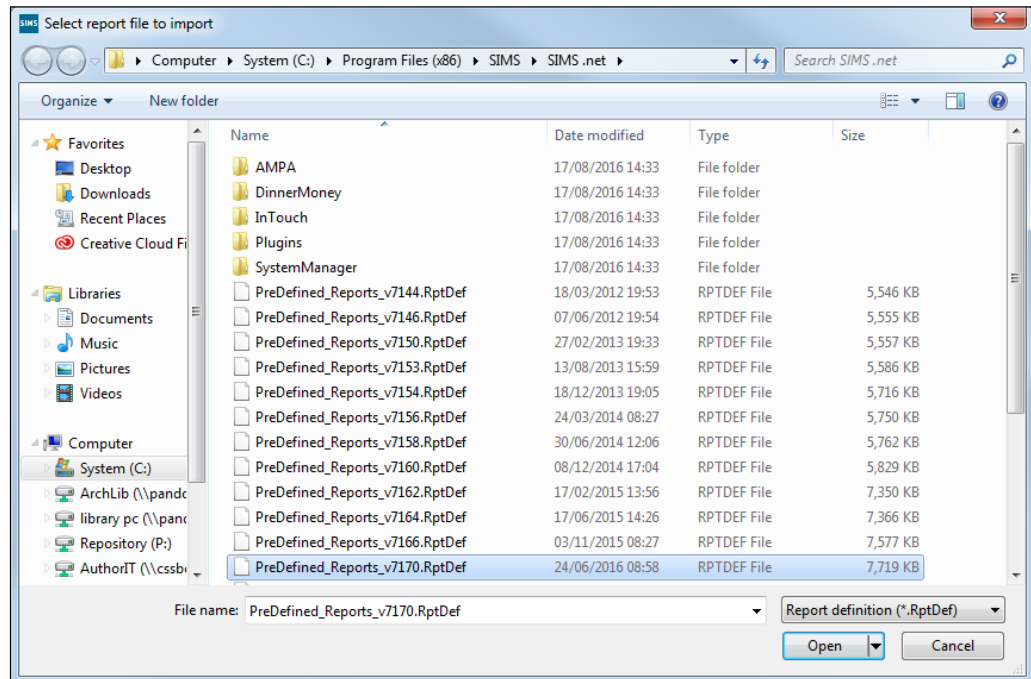 SIMS Select report file to import
Computer System (C:) Program Files (x86) SIMS SIMS .net Search SIMS .net
Organize New folder
Favorites
Desktop
Downloads
Recent Places
Creative Cloud Fi
Libraries
Documents
Music
Pictures
Videos
Computer
System (C:)
ArchLib (\\pandc
library pc (\\pand
Repository (P:)
AuthorIT (\\cssb
Name Date modified Type Size
AMPA 17/08/2016 14:33 File folder
DinnerMoney 17/08/2016 14:33 File folder
InTouch 17/08/2016 14:33 File folder
Plugins 17/08/2016 14:33 File folder
SystemManager 17/08/2016 14:33 File folder
PreDefined_Reports_v7144.RptDef 18/03/2012 19:53 RPTDEF File 5,546 KB
PreDefined_Reports_v7146.RptDef 07/06/2012 19:54 RPTDEF File 5,555 KB
PreDefined_Reports_v7150.RptDef 27/02/2013 19:33 RPTDEF File 5,557 KB
PreDefined_Reports_v7153.RptDef 13/08/2013 15:59 RPTDEF File 5,586 KB
PreDefined_Reports_v7154.RptDef 18/12/2013 19:05 RPTDEF File 5,716 KB
PreDefined_Reports_v7156.RptDef 24/03/2014 08:27 RPTDEF File 5,750 KB
PreDefined_Reports_v7158.RptDef 30/06/2014 12:06 RPTDEF File 5,762 KB
PreDefined_Reports_v7160.RptDef 08/12/2014 17:04 RPTDEF File 5,829 KB
PreDefined_Reports_v7162.RptDef 17/02/2015 13:56 RPTDEF File 7,350 KB
PreDefined_Reports_v7164.RptDef 17/06/2015 14:26 RPTDEF File 7,366 KB
PreDefined_Reports_v7166.RptDef 03/11/2015 08:27 RPTDEF File 7,577 KB
PreDefined_Reports_v7170.RptDef 24/06/2016 08:58 RPTDEF File 7,719 KB
File name: PreDefined_Reports_v7170.RptDef Report definition (*.RptDef)
Open Cancel